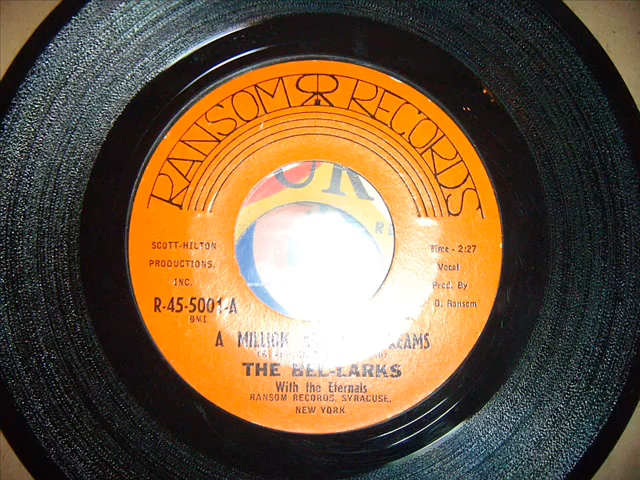 RANSOM RECORDS
SCOTT-HILTON
PRODUCTIONS,
INC.
R-45-5001-A
BMI
Time - 2:27
Vocal
Prod. By
D. Ransom
A MILLION
THE BEL-LARKS
With the Eternals
RANSOM RECORDS, SYRACUSE,
NEW YORK